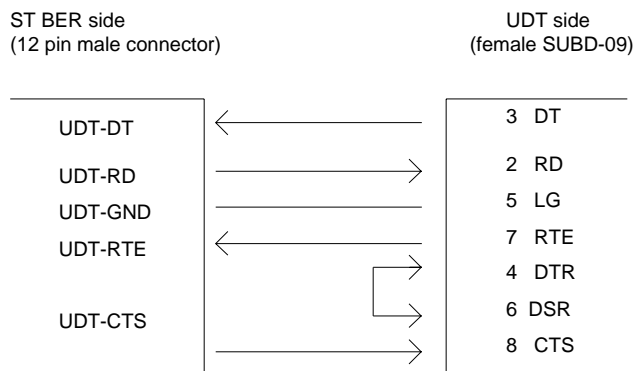 ST BER side
(12 pin male connector)
UDT side
(female SUBD-09)
UDT-DT
3 DT
UDT-RD
2 RD
UDT-GND
5 LG
UDT-RTE
7 RTE
4 DTR
UDT-CTS
6 DSR
8 CTS